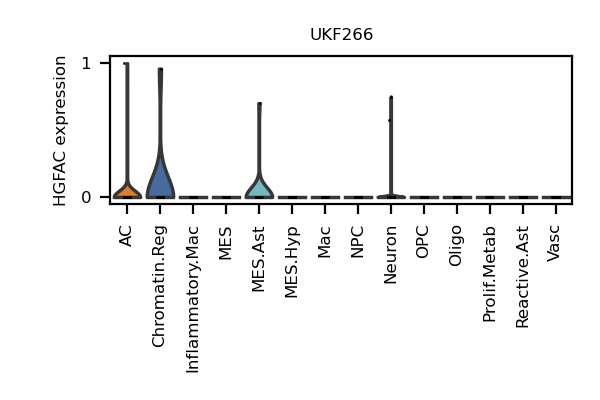 UKF266
HGFAC expression
1
0
AC
Chromatin.Reg
Inflammatory.Mac
MES
MES.Ast
MES.Hyp
Mac
NPC
Neuron
OPC
Oligo
Prolif.Metab
Reactive.Ast
Vasc